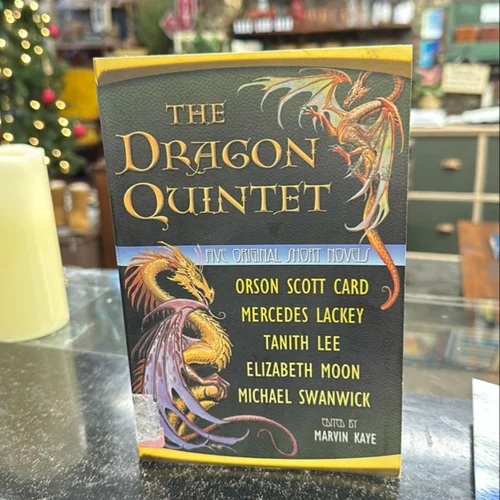 THE
DRAGON
QUINTET
FIVE ORIGINAL SHORT NOVELS
ORSON SCOTT CARD
MERCEDES LACKEY
TANITH LEE
ELIZABETH MOON
MICHAEL SWANWICK
EDITED BY
MARVIN KAYE